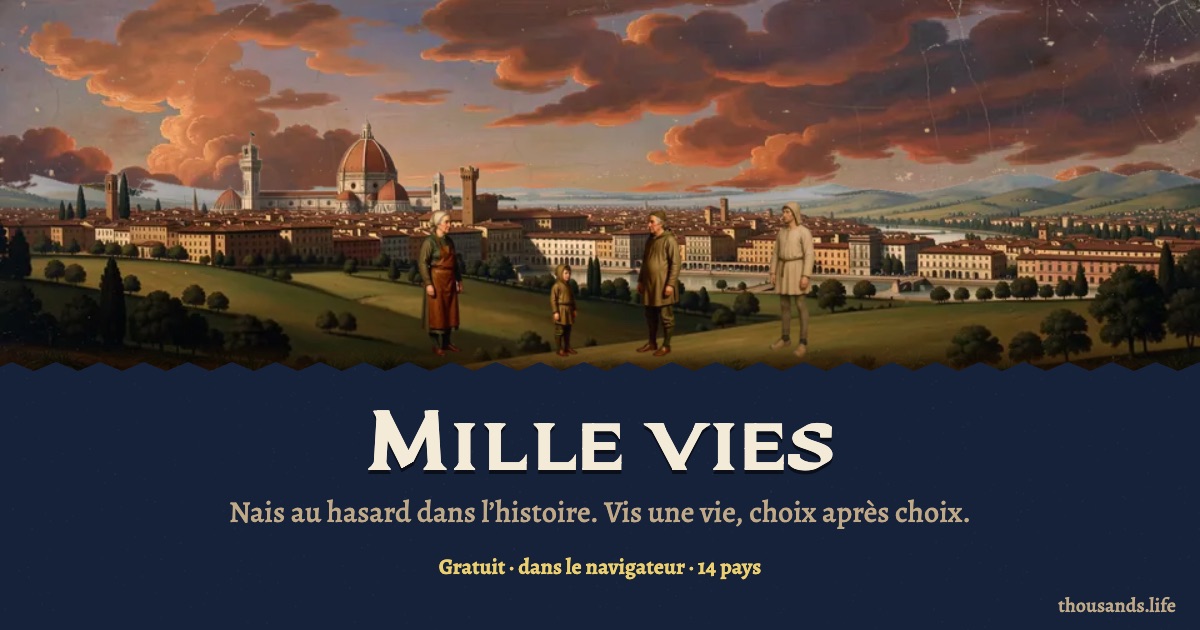 Mille vies
Nais au hasard dans l’histoire. Vis une vie, choix après choix.
Gratuit · dans le navigateur · 14 pays
thousands.life